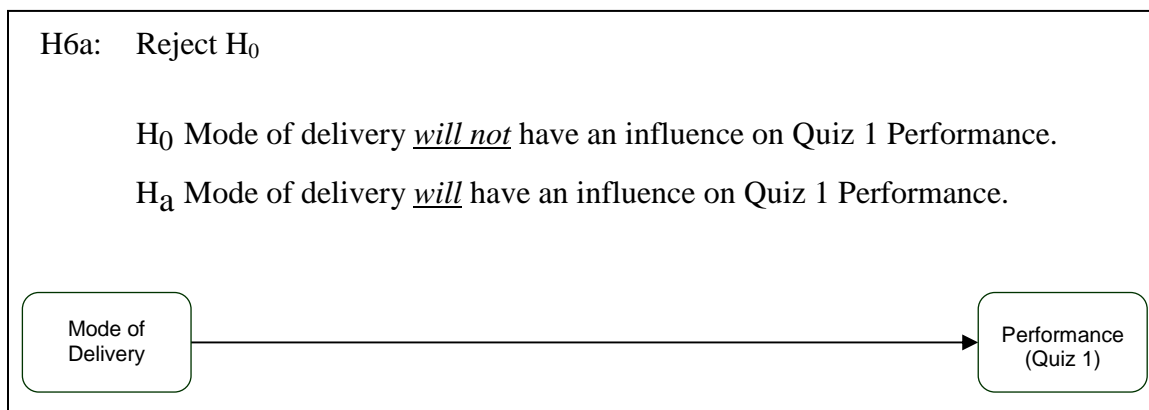 H6a: Reject H0
H0 Mode of delivery will not have an influence on Quiz 1 Performance.
Ha Mode of delivery will have an influence on Quiz 1 Performance.
Mode of
Delivery
Performance
(Quiz 1)